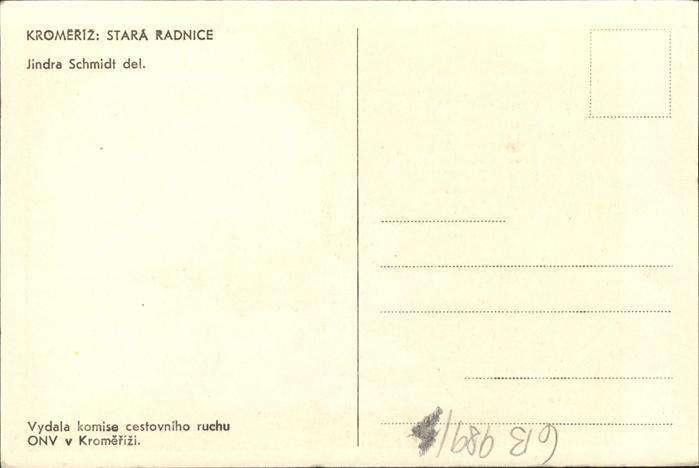 KROMĚŘÍŽ: STARÁ RADNICE
Jindra Schmidt del.
Vydala komise cestovního ruchu
ONV v Kroměříži.